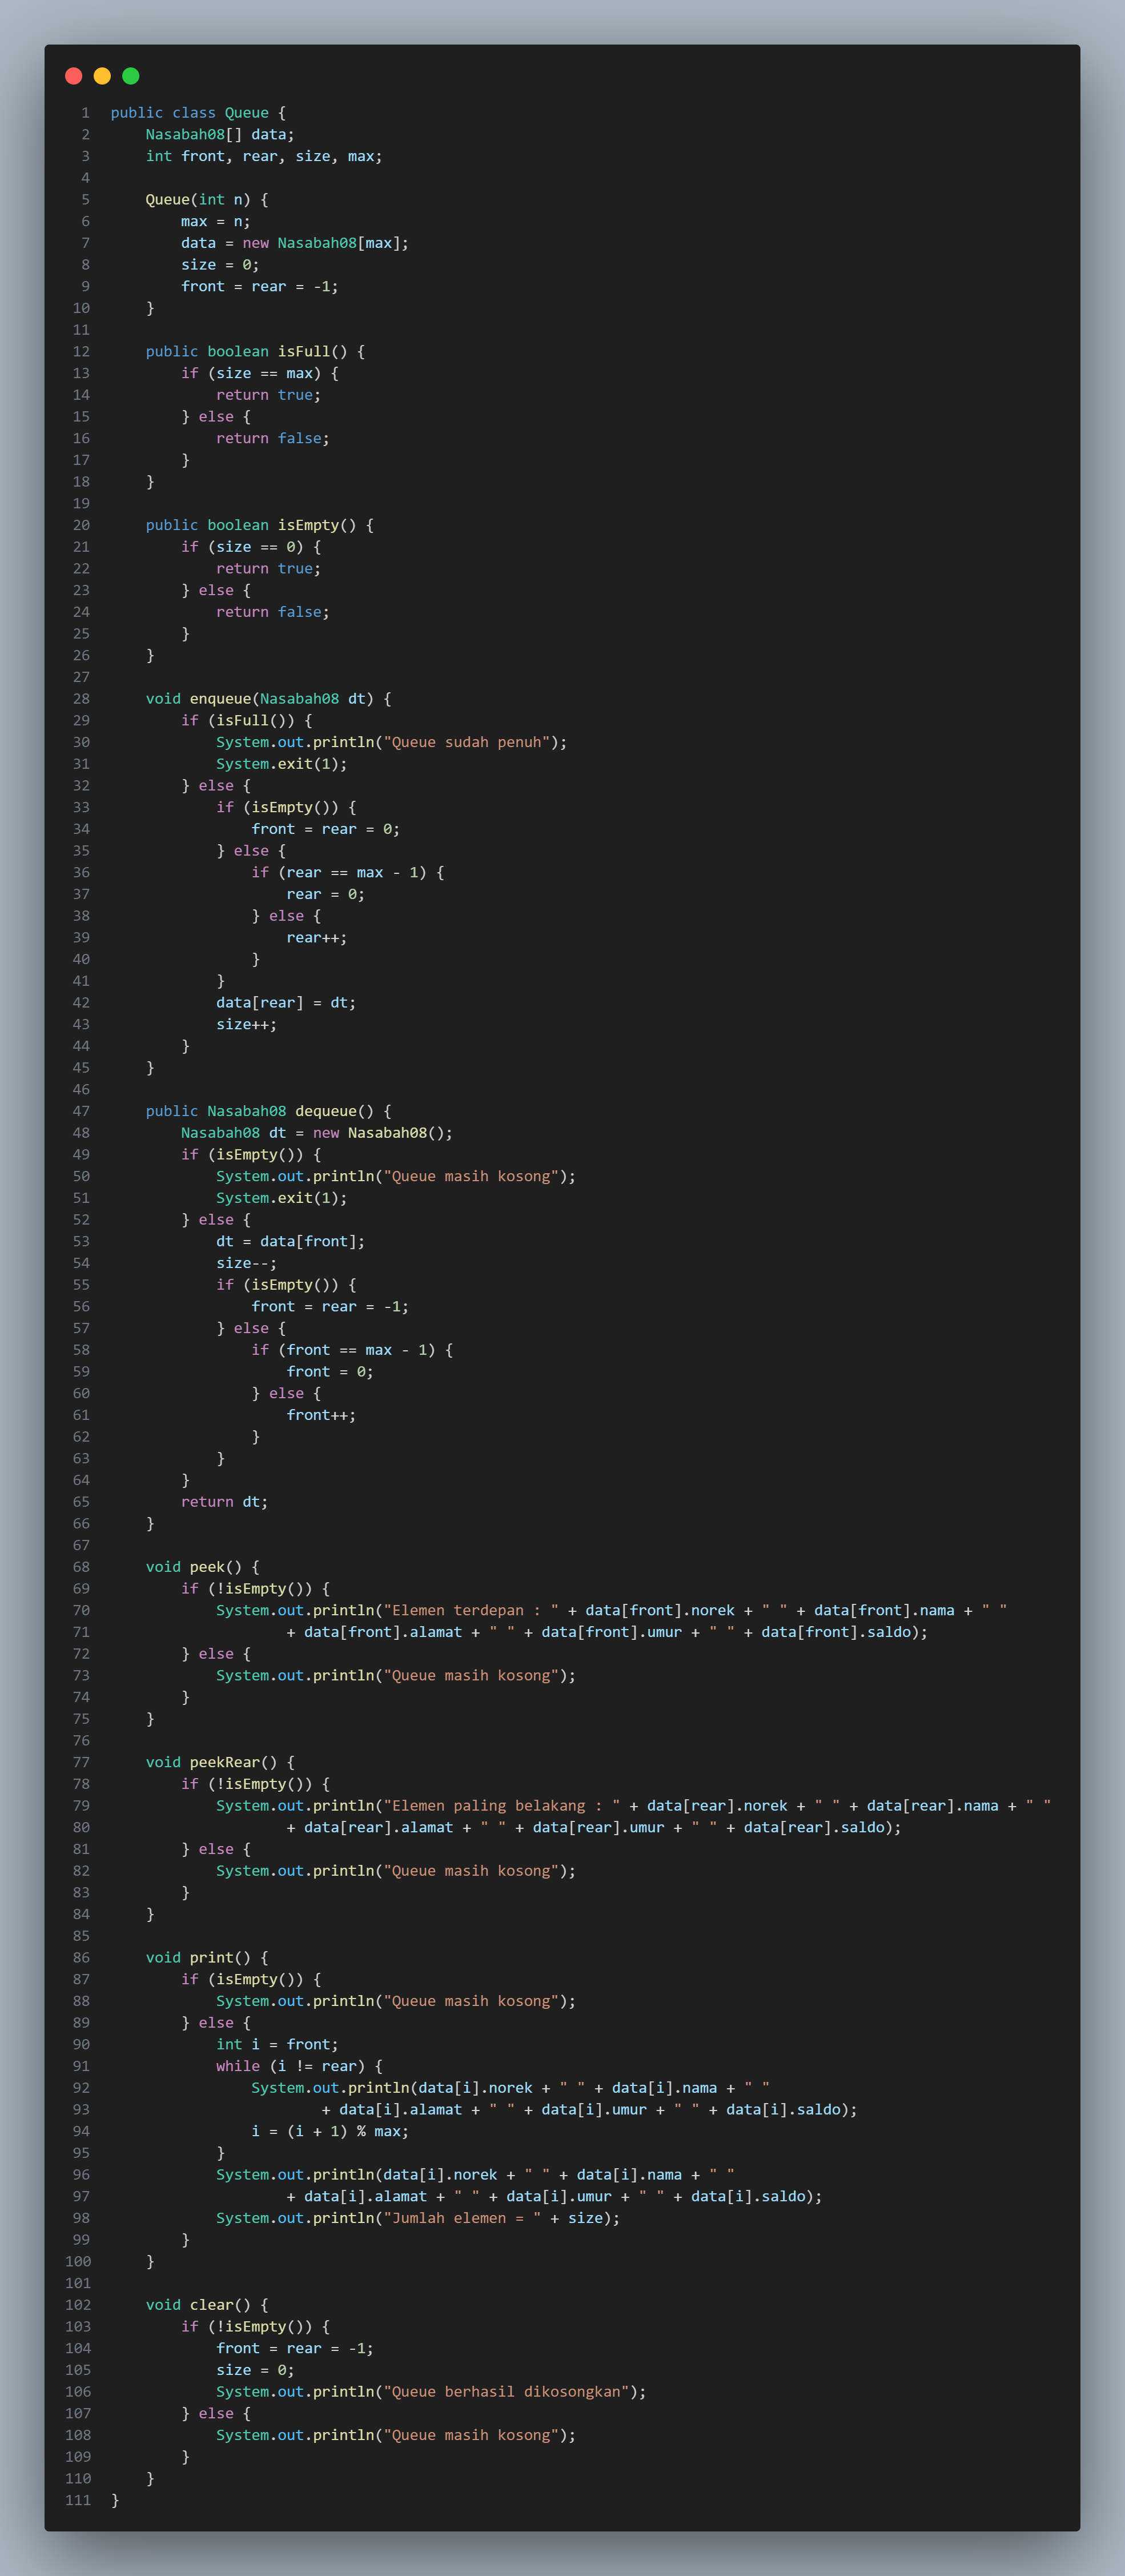 1 public class Queue {
2     Nasabah08[] data;
3     int front, rear, size, max;
4
5     Queue(int n) {
6         max = n;
7         data = new Nasabah08[max];
8         size = 0;
9         front = rear = -1;
10     }
11
12     public boolean isFull() {
13         if (size == max) {
14             return true;
15         } else {
16             return false;
17         }
18     }
19
20     public boolean isEmpty() {
21         if (size == 0) {
22             return true;
23         } else {
24             return false;
25         }
26     }
27
28     void enqueue(Nasabah08 dt) {
29         if (isFull()) {
30             System.out.println("Queue sudah penuh");
31             System.exit(1);
32         } else {
33             if (isEmpty()) {
34                 front = rear = 0;
35             } else {
36                 if (rear == max - 1) {
37                     rear = 0;
38                 } else {
39                     rear++;
40                 }
41             }
42             data[rear] = dt;
43             size++;
44         }
45     }
46
47     public Nasabah08 dequeue() {
48         Nasabah08 dt = new Nasabah08();
49         if (isEmpty()) {
50             System.out.println("Queue masih kosong");
51             System.exit(1);
52         } else {
53             dt = data[front];
54             size--;
55             if (isEmpty()) {
56                 front = rear = -1;
57             } else {
58                 if (front == max - 1) {
59                     front = 0;
60                 } else {
61                     front++;
62                 }
63             }
64         }
65         return dt;
66     }
67
68     void peek() {
69         if (!isEmpty()) {
70             System.out.println("Elemen terdepan : " + data[front].norek + " " + data[front].nama + " "
71                     + data[front].alamat + " " + data[front].umur + " " + data[front].saldo);
72         } else {
73             System.out.println("Queue masih kosong");
74         }
75     }
76
77     void peekRear() {
78         if (!isEmpty()) {
79             System.out.println("Elemen paling belakang : " + data[rear].norek + " " + data[rear].nama + " "
80                     + data[rear].alamat + " " + data[rear].umur + " " + data[rear].saldo);
81         } else {
82             System.out.println("Queue masih kosong");
83         }
84     }
85
86     void print() {
87         if (isEmpty()) {
88             System.out.println("Queue masih kosong");
89         } else {
90             int i = front;
91             while (i != rear) {
92                 System.out.println(data[i].norek + " " + data[i].nama + " "
93                         + data[i].alamat + " " + data[i].umur + " " + data[i].saldo);
94                 i = (i + 1) % max;
95             }
96             System.out.println(data[i].norek + " " + data[i].nama + " "
97                     + data[i].alamat + " " + data[i].umur + " " + data[i].saldo);
98             System.out.println("Jumlah elemen = " + size);
99         }
100     }
101
102     void clear() {
103         if (!isEmpty()) {
104             front = rear = -1;
105             size = 0;
106             System.out.println("Queue berhasil dikosongkan");
107         } else {
108             System.out.println("Queue masih kosong");
109         }
110     }
111 }